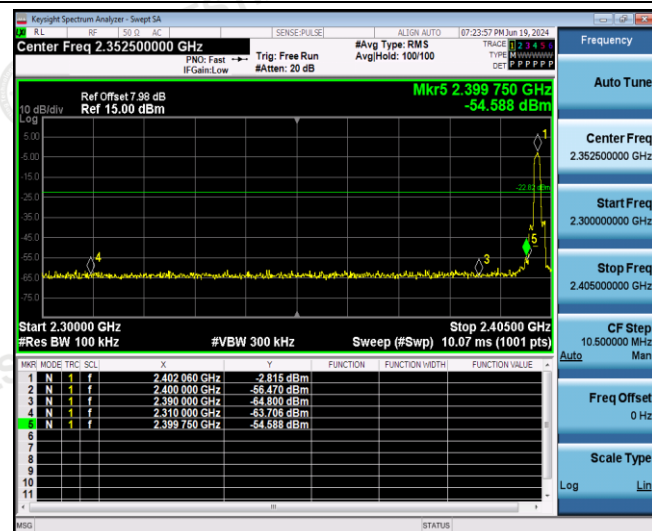 Keysight Spectrum Analyzer - Swept SA
RL RF 50 Ω AC SENSE:PULSE ALIGN AUTO 07:23:57 PM Jun 19, 2024
Center Freq 2.352500000 GHz #Avg Type: RMS TRACE 1 2 3 4 5 6
PNO: Fast Trig: Free Run Avg|Hold: 100/100 TYPE M W W W W W
IFGain:Low #Atten: 20 dB DET P P P P P P
Mkr5 2.399 750 GHz
-54.588 dBm
Ref Offset 7.98 dB
10 dB/div Ref 15.00 dBm
Log
5.00
-5.00
-15.0
-25.0
-35.0
-45.0
-55.0
-65.0
-75.0
1
-22.82 dBm
5
4
3
Start 2.30000 GHz Stop 2.40500 GHz
#Res BW 100 kHz #VBW 300 kHz Sweep (#Swp) 10.07 ms (1001 pts)
MKR MODE TRC SCL X Y FUNCTION FUNCTION WIDTH FUNCTION VALUE
1 N 1 f 2.402 060 GHz -2.815 dBm
2 N 1 f 2.400 000 GHz -56.470 dBm
3 N 1 f 2.390 000 GHz -64.800 dBm
4 N 1 f 2.310 000 GHz -63.706 dBm
5 N 1 f 2.399 750 GHz -54.588 dBm
6
7
8
9
10
11
MSG STATUS
Frequency
Auto Tune
Center Freq
2.352500000 GHz
Start Freq
2.300000000 GHz
Stop Freq
2.405000000 GHz
CF Step
10.500000 MHz
Auto Man
Freq Offset
0 Hz
Scale Type
Log Lin